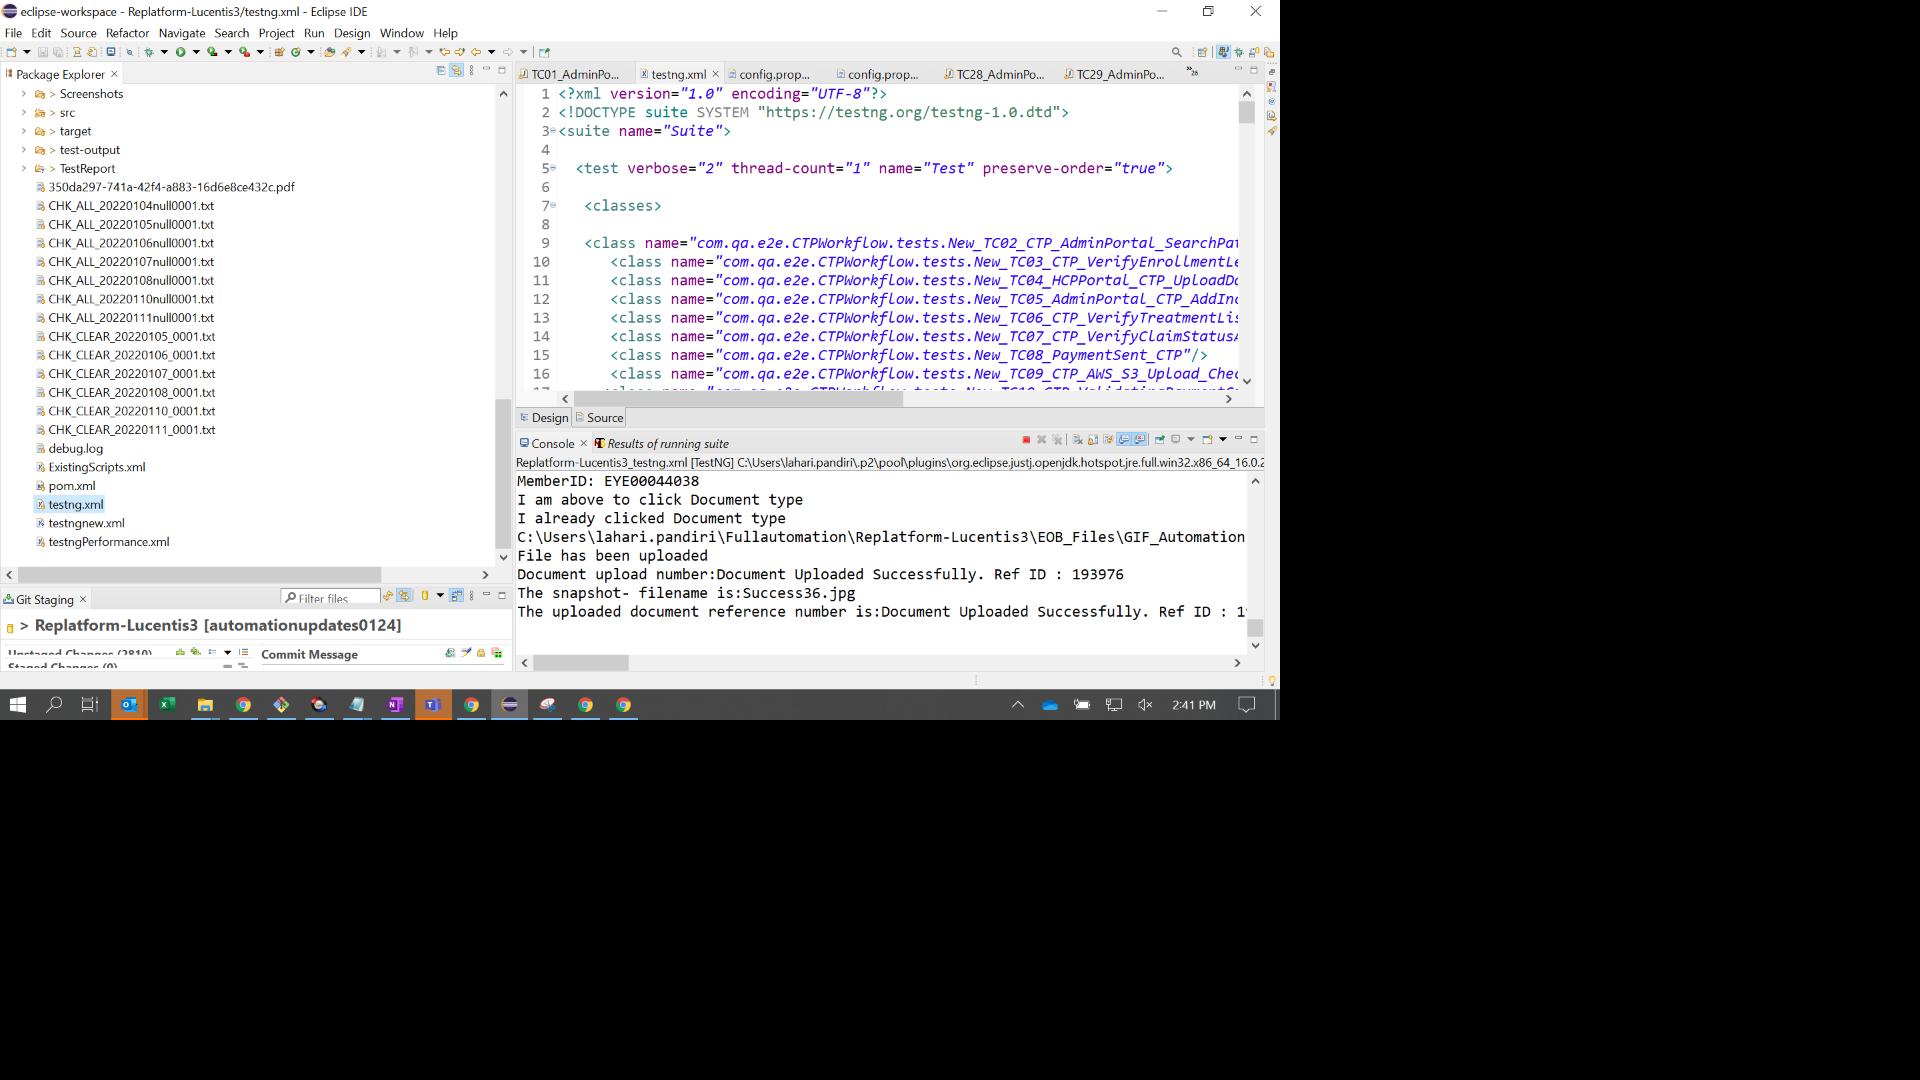 eclipse-workspace - Replatform-Lucentis3/testng.xml - Eclipse IDE
File Edit Source Refactor Navigate Search Project Run Design Window Help
Package Explorer
> Screenshots
> src
> target
> test-output
> TestReport
350da297-741a-42f4-a883-16d6e8ce432c.pdf
CHK_ALL_20220104null0001.txt
CHK_ALL_20220105null0001.txt
CHK_ALL_20220106null0001.txt
CHK_ALL_20220107null0001.txt
CHK_ALL_20220108null0001.txt
CHK_ALL_20220110null0001.txt
CHK_ALL_20220111null0001.txt
CHK_CLEAR_20220105_0001.txt
CHK_CLEAR_20220106_0001.txt
CHK_CLEAR_20220107_0001.txt
CHK_CLEAR_20220108_0001.txt
CHK_CLEAR_20220110_0001.txt
CHK_CLEAR_20220111_0001.txt
debug.log
ExistingScripts.xml
pom.xml
testng.xml
testngnew.xml
testngPerformance.xml
Git Staging
Filter files
> Replatform-Lucentis3 [automationupdates0124]
Unstaged Changes (2810)
Staged Changes (0)
Commit Message
TC01_AdminPo... testng.xml config.prop... config.prop... TC28_AdminPo... TC29_AdminPo... »26
1 <?xml version="1.0" encoding="UTF-8"?>
2 <!DOCTYPE suite SYSTEM "https://testng.org/testng-1.0.dtd">
3 <suite name="Suite">
4
5 <test verbose="2" thread-count="1" name="Test" preserve-order="true">
6
7 <classes>
8
9 <class name="com.qa.e2e.CTPWorkflow.tests.New_TC02_CTP_AdminPortal_SearchPat
10 <class name="com.qa.e2e.CTPWorkflow.tests.New_TC03_CTP_VerifyEnrollmentLe
11 <class name="com.qa.e2e.CTPWorkflow.tests.New_TC04_HCPPortal_CTP_UploadDo
12 <class name="com.qa.e2e.CTPWorkflow.tests.New_TC05_AdminPortal_CTP_AddInc
13 <class name="com.qa.e2e.CTPWorkflow.tests.New_TC06_CTP_VerifyTreatmentLis
14 <class name="com.qa.e2e.CTPWorkflow.tests.New_TC07_CTP_VerifyClaimStatusA
15 <class name="com.qa.e2e.CTPWorkflow.tests.New_TC08_PaymentSent_CTP"/>
16 <class name="com.qa.e2e.CTPWorkflow.tests.New_TC09_CTP_AWS_S3_Upload_Chec
Design Source
Console Results of running suite
Replatform-Lucentis3_testng.xml [TestNG] C:\Users\lahari.pandiri\.p2\pool\plugins\org.eclipse.justj.openjdk.hotspot.jre.full.win32.x86_64_16.0.2
MemberID: EYE00044038
I am above to click Document type
I already clicked Document type
C:\Users\lahari.pandiri\Fullautomation\Replatform-Lucentis3\EOB_Files\GIF_Automation
File has been uploaded
Document upload number:Document Uploaded Successfully. Ref ID : 193976
The snapshot- filename is:Success36.jpg
The uploaded document reference number is:Document Uploaded Successfully. Ref ID : 1
2:41 PM